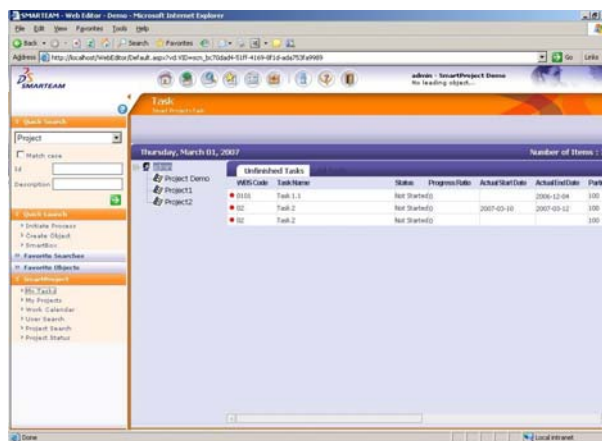 SMARTEAM - Web Editor - Demo - Microsoft Internet Explorer
File Edit View Favorites Tools Help
Back Search Favorites
Address Go Links
SMARTEAM
admin - SmartProject Demo
No leading object...
Task
Quick Search
Project
Match case
Id
Description
Thursday, March 01, 2007 Number of Items :
admin
Project Demo
Project1
Project2
Unfinished Tasks
WBS Code Task Name Status Progress Ratio Actual Start Date Actual End Date
0101 Task 1.1 Not Started 2006-12-04 100
02 Task 2 Not Started 2007-03-10 2007-03-12 100
02 Task 2 Not Started 100
Quick Launch
Initiate Process
Create Object
SmartBox
Favorite Searches
Favorite Objects
SmartProject
My Tasks
My Projects
Work Calendar
User Search
Project Search
Project Status
Done Local intranet